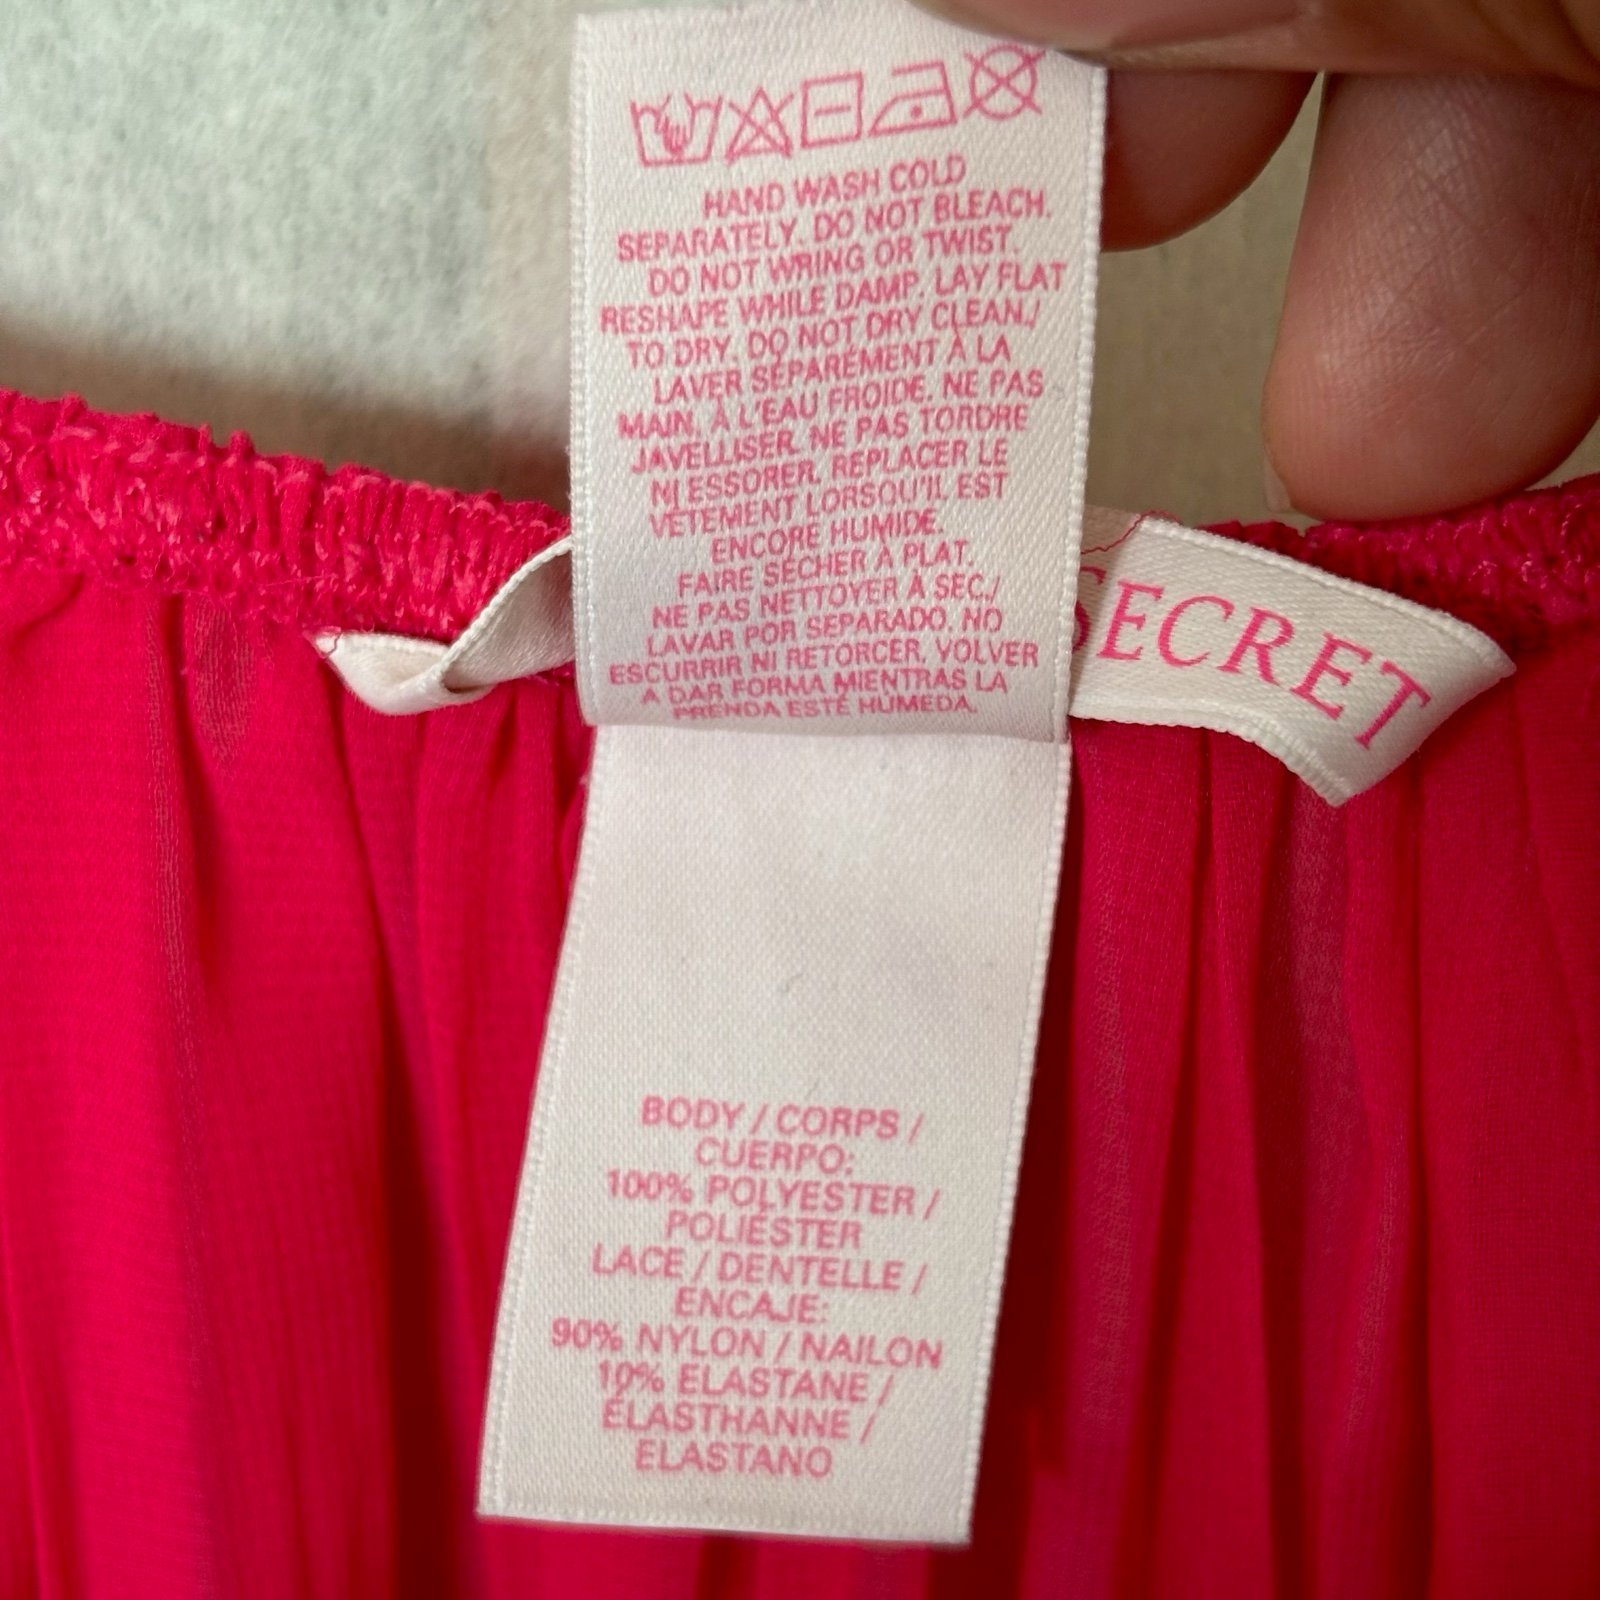 HAND WASH COLD
SEPARATELY. DO NOT BLEACH.
DO NOT WRING OR TWIST.
RESHAPE WHILE DAMP. LAY FLAT
TO DRY. DO NOT DRY CLEAN./
LAVER SÉPARÉMENT À LA
MAIN, À L'EAU FROIDE. NE PAS
JAVELLISER. NE PAS TORDRE
NI ESSORER. REPLACER LE
VÊTEMENT LORSQU'IL EST
ENCORE HUMIDE.
FAIRE SÉCHER À PLAT.
NE PAS NETTOYER À SEC./
LAVAR POR SEPARADO. NO
ESCURRIR NI RETORCER. VOLVER
A DAR FORMA MIENTRAS LA
PRENDA ESTÉ HÚMEDA.
SECRET
BODY / CORPS /
CUERPO:
100% POLYESTER /
POLIÉSTER
LACE / DENTELLE /
ENCAJE:
90% NYLON / NAILON
10% ELASTANE /
ÉLASTHANNE /
ELASTANO